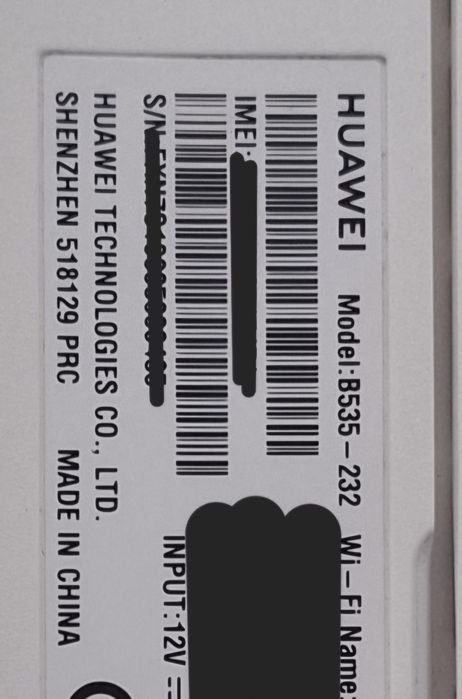 HUAWEI Model:B535-232 Wi-Fi Name:
IMEI:
S/N
INPUT:12V
HUAWEI TECHNOLOGIES CO., LTD.
SHENZHEN 518129 PRC MADE IN CHINA